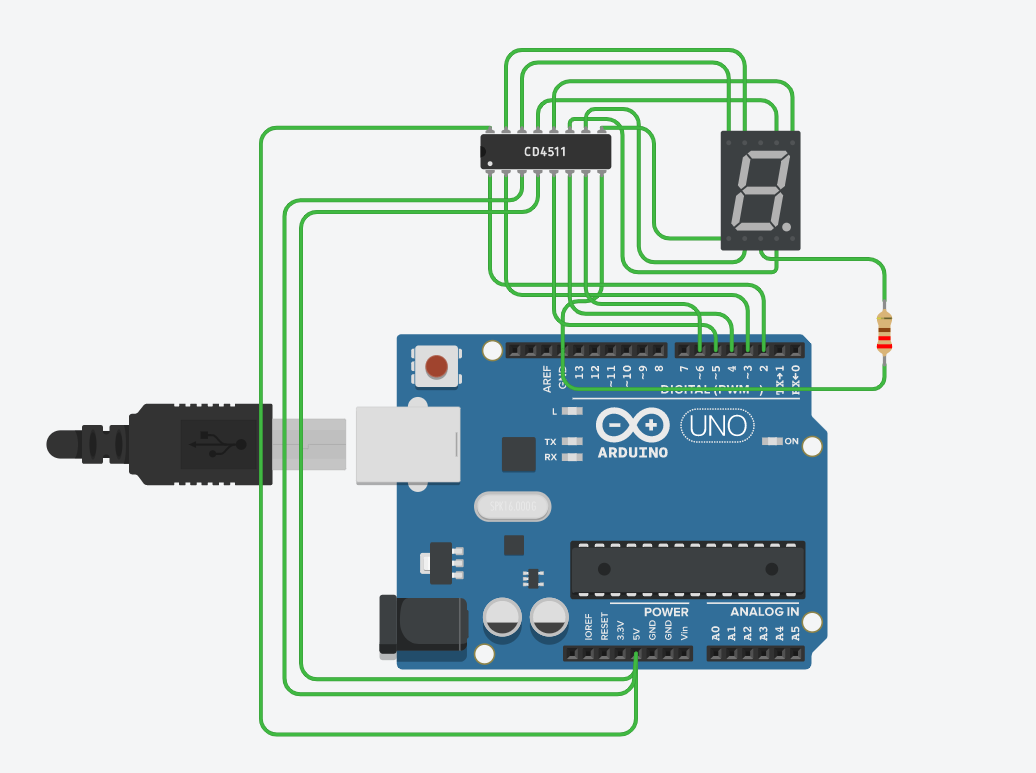 CD4511
AREF
GND
13
12
~11
~10
~9
8
7
~6
~5
4
~3
2
TX→1
RX←0
DIGITAL (PWM~)
L
TX
RX
ARDUINO
UNO
ON
POWER
ANALOG IN
IOREF
RESET
3.3V
5V
GND
GND
Vin
A0
A1
A2
A3
A4
A5